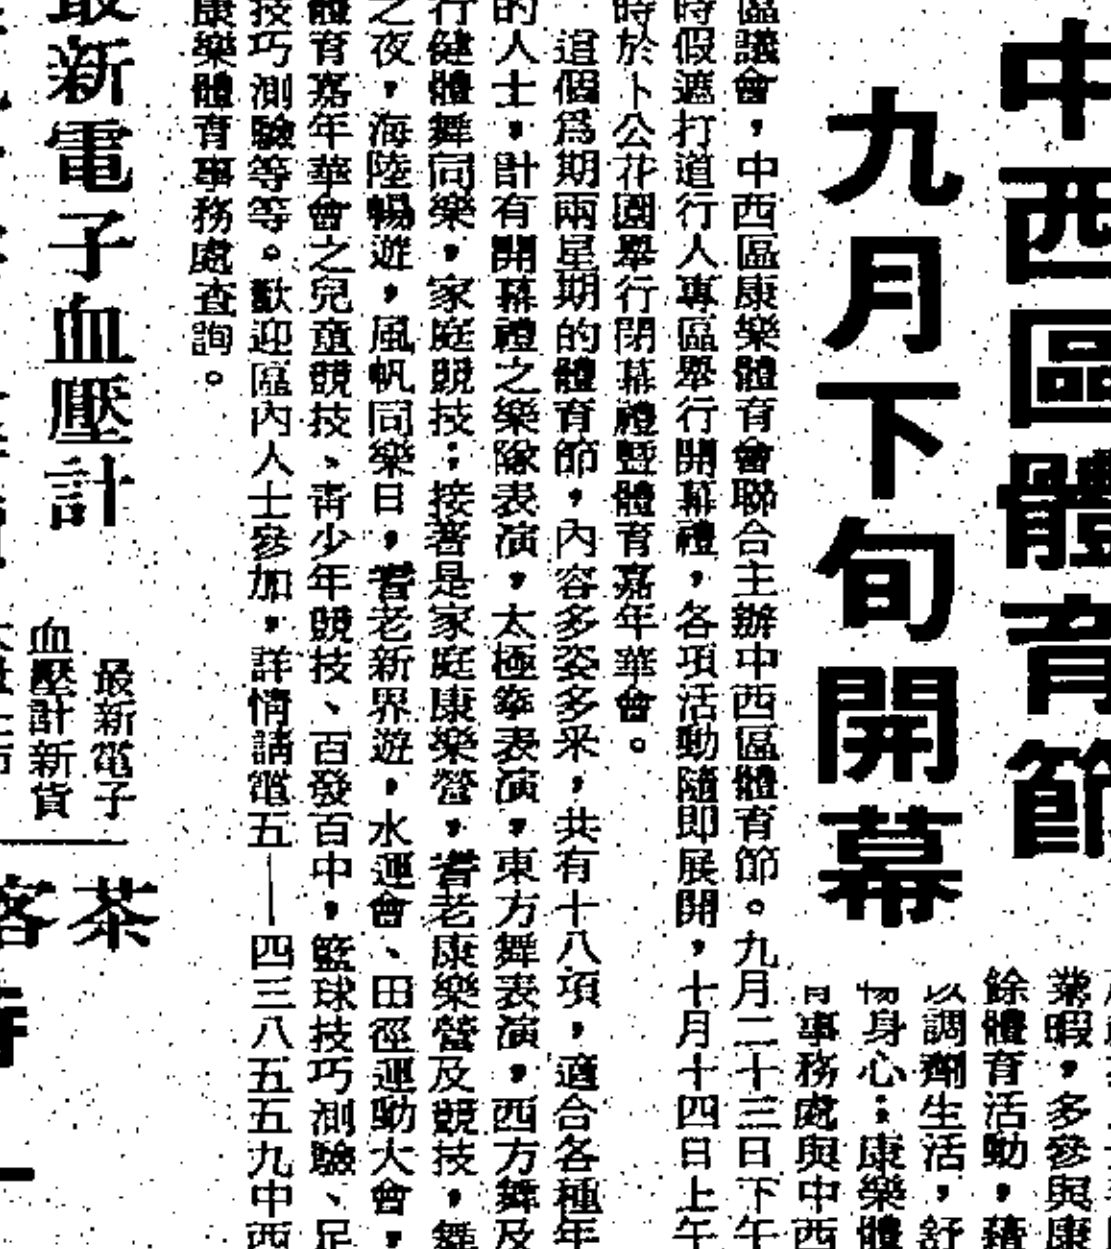 中西區體育節
九月下旬開幕
業暇，多參與康
餘體育活動，藉
以調劑生活，舒
暢身心；康樂體
育事務處與中西
區議會，中西區康樂體育會聯合主辦中西區體育節。九月二十三日下午
時假遮打道行人專區舉行開幕禮，各項活動隨即展開，十月十四日上午
時於卜公花園舉行閉幕禮暨體育嘉年華會。
這個爲期兩星期的體育節，內容多姿多釆，共有十八項，適合各種年
的人士，計有開幕禮之樂隊表演，太極拳表演，東方舞表演，西方舞及
行健體舞同樂，家庭競技；接著是家庭康樂營，耆老康樂營及競技，舞
之夜，海陸暢遊，風帆同樂日，耆老新界遊，水運會、田徑運動大會，
體育嘉年華會之兒童競技、靑少年競技、百發百中，籃球技巧測驗、足
技巧測驗等等。歡迎區內人士參加，詳情請電五——四三八五五九中西
康樂體育事務處查詢。
最新電子血壓計
最新電子
血壓計新貨
茶
客